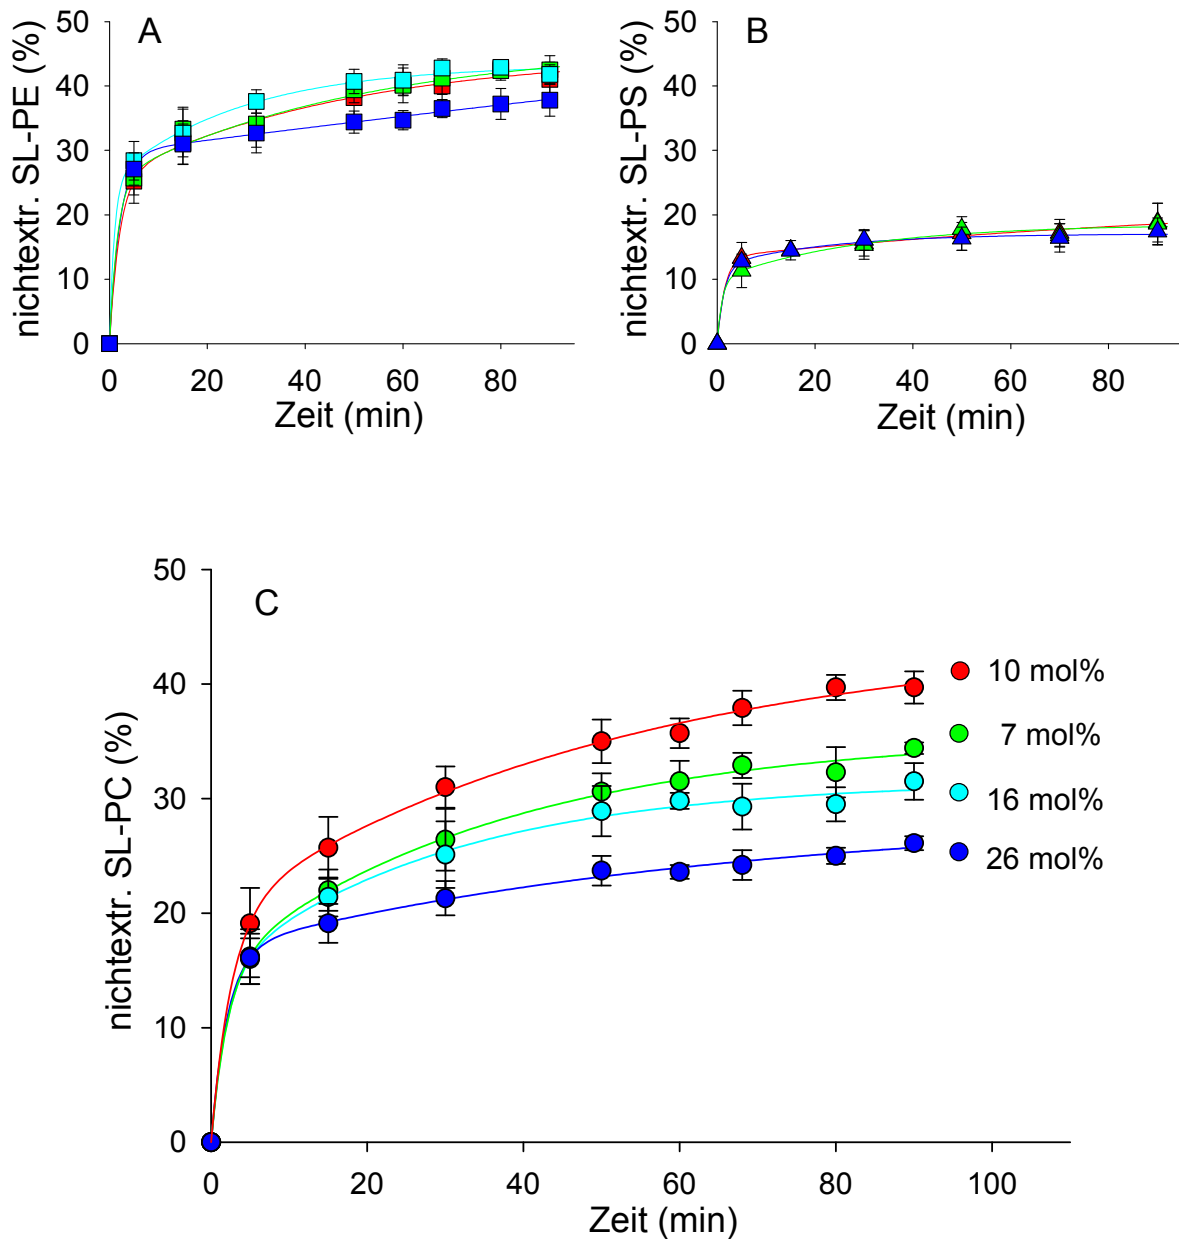 A
nichtextr. SL-PE (%)
50
40
30
20
10
0
0 20 40 60 80
Zeit (min)
B
nichtextr. SL-PS (%)
50
40
30
20
10
0
0 20 40 60 80
Zeit (min)
C
nichtextr. SL-PC (%)
50
40
30
20
10
0
0 20 40 60 80 100
Zeit (min)
10 mol%
7 mol%
16 mol%
26 mol%